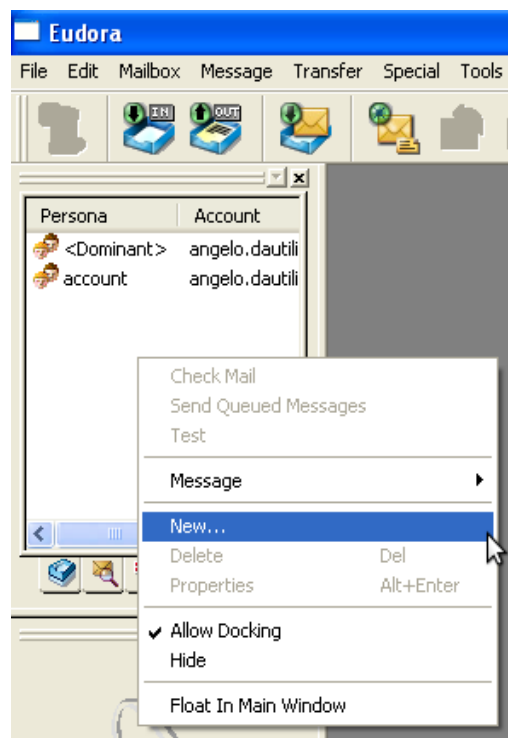 Eudora
File Edit Mailbox Message Transfer Special Tools
IN OUT
Persona Account
<Dominant> angelo.dautili
account angelo.dautili
Check Mail
Send Queued Messages
Test
Message
New...
Delete Del
Properties Alt+Enter
Allow Docking
Hide
Float In Main Window